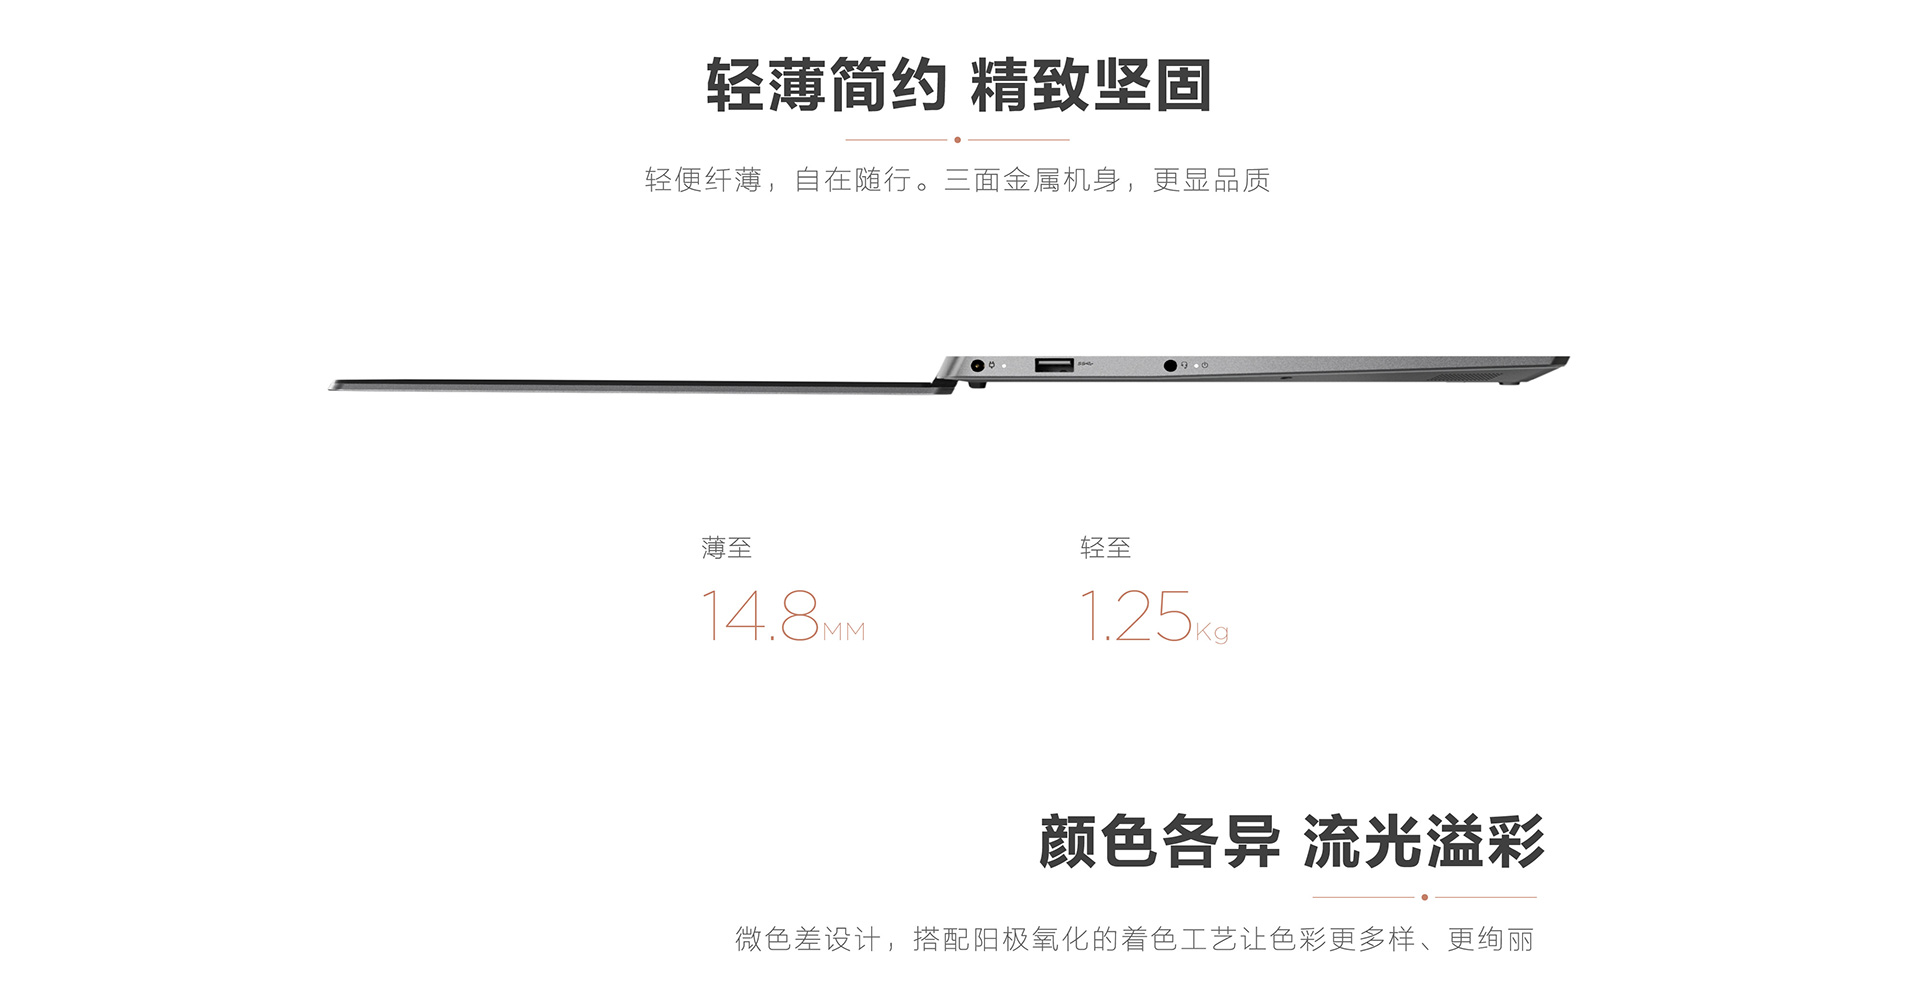 轻薄简约 精致坚固
轻便纤薄，自在随行。三面金属机身，更显品质
薄至
14.8MM
轻至
1.25Kg
颜色各异 流光溢彩
微色差设计，搭配阳极氧化的着色工艺让色彩更多样、更绚丽